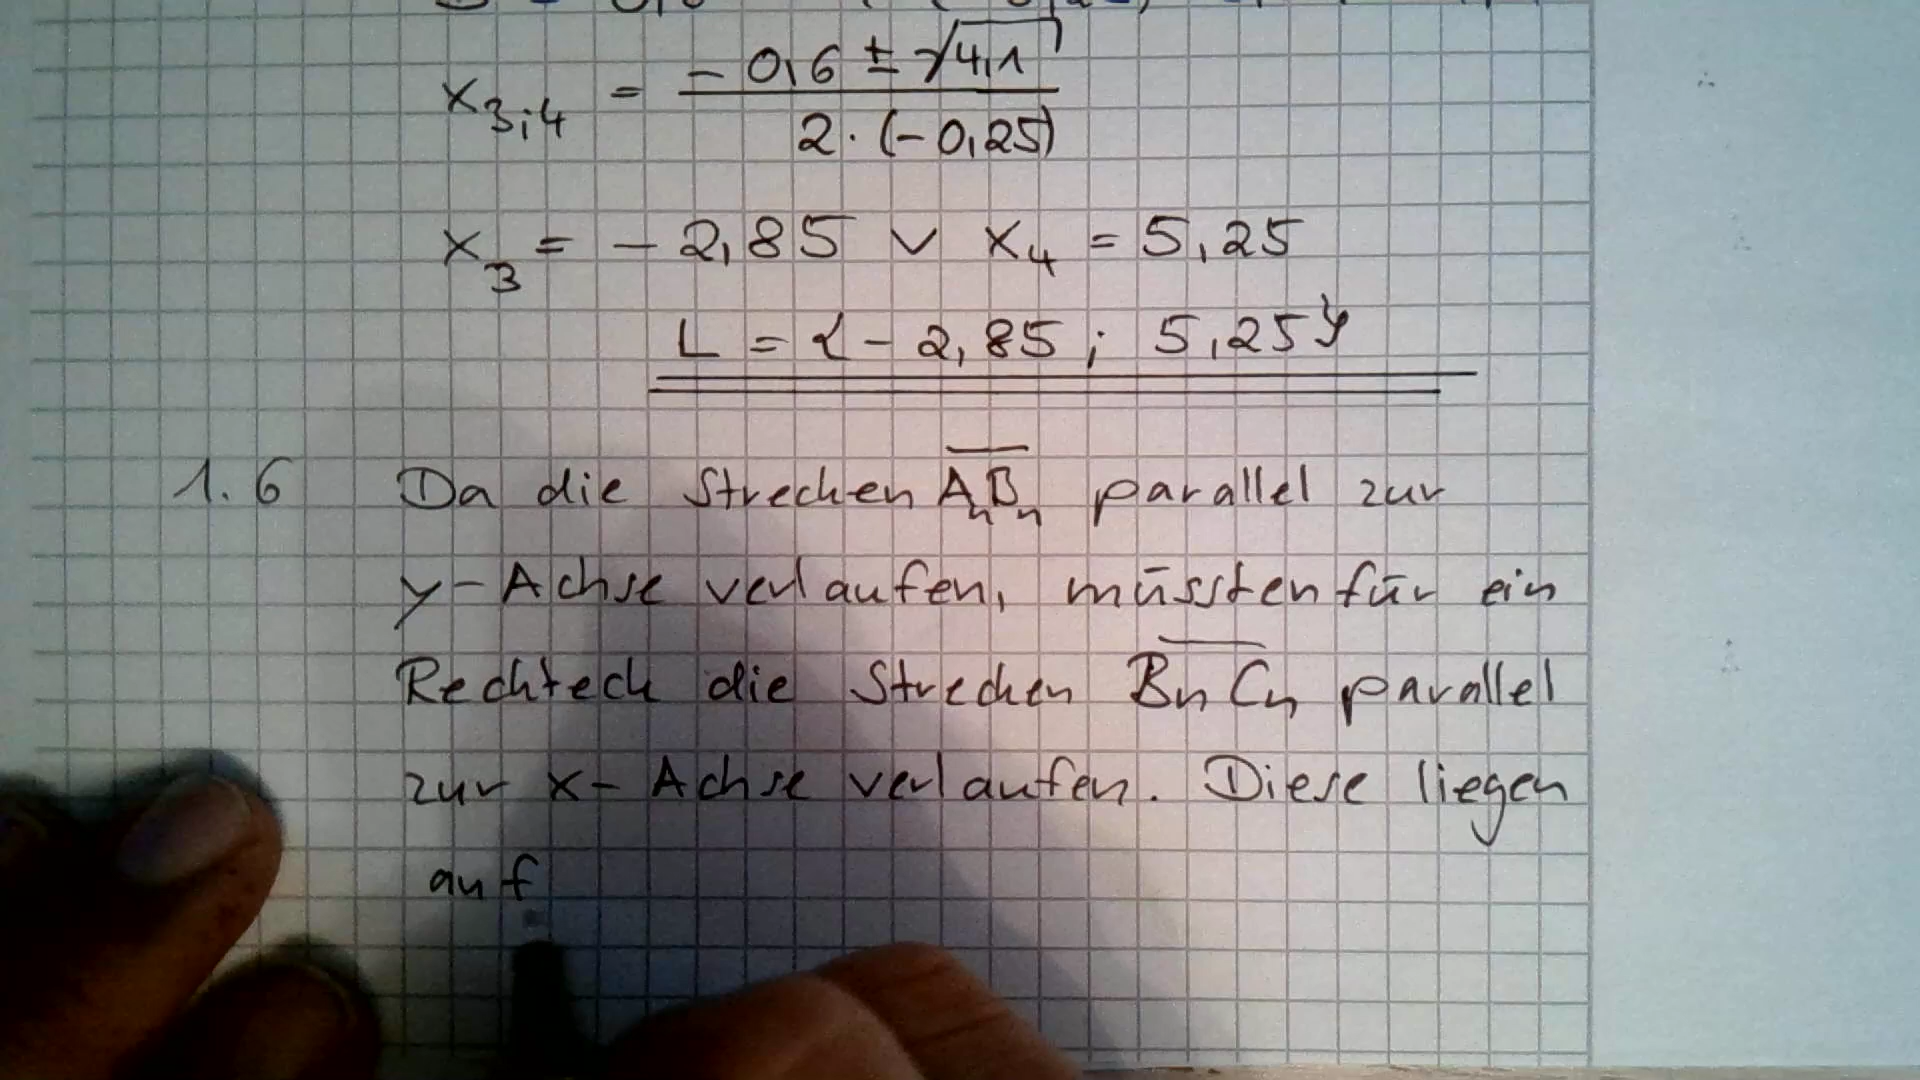 x₃;₄ = (-0,6 ± √4,1) / (2·(-0,25))
x₃ = -2,85 ∨ x₄ = 5,25
L = {-2,85; 5,25}
1.6 Da die Strecken A̅ₙB̅ₙ parallel zur
y-Achse verlaufen, müssten für ein
Rechteck die Strecken B̅ₙC̅ₙ parallel
zur x-Achse verlaufen. Diese liegen
auf